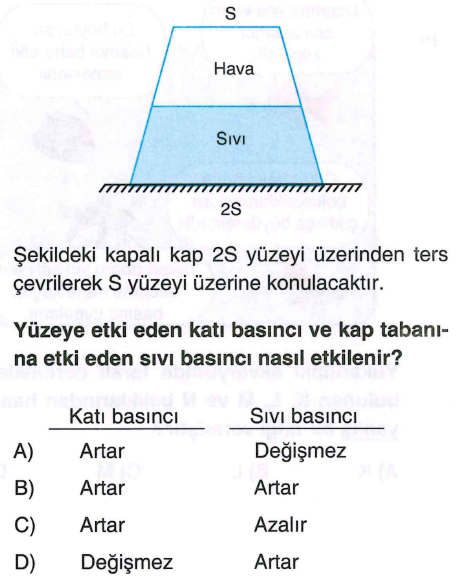 S
Hava
Sıvı
2S
Şekildeki kapalı kap 2S yüzeyi üzerinden ters
çevrilerek S yüzeyi üzerine konulacaktır.
Yüzeye etki eden katı basıncı ve kap tabanı-
na etki eden sıvı basıncı nasıl etkilenir?
Katı basıncı Sıvı basıncı
A) Artar Değişmez
B) Artar Artar
C) Artar Azalır
D) Değişmez Artar